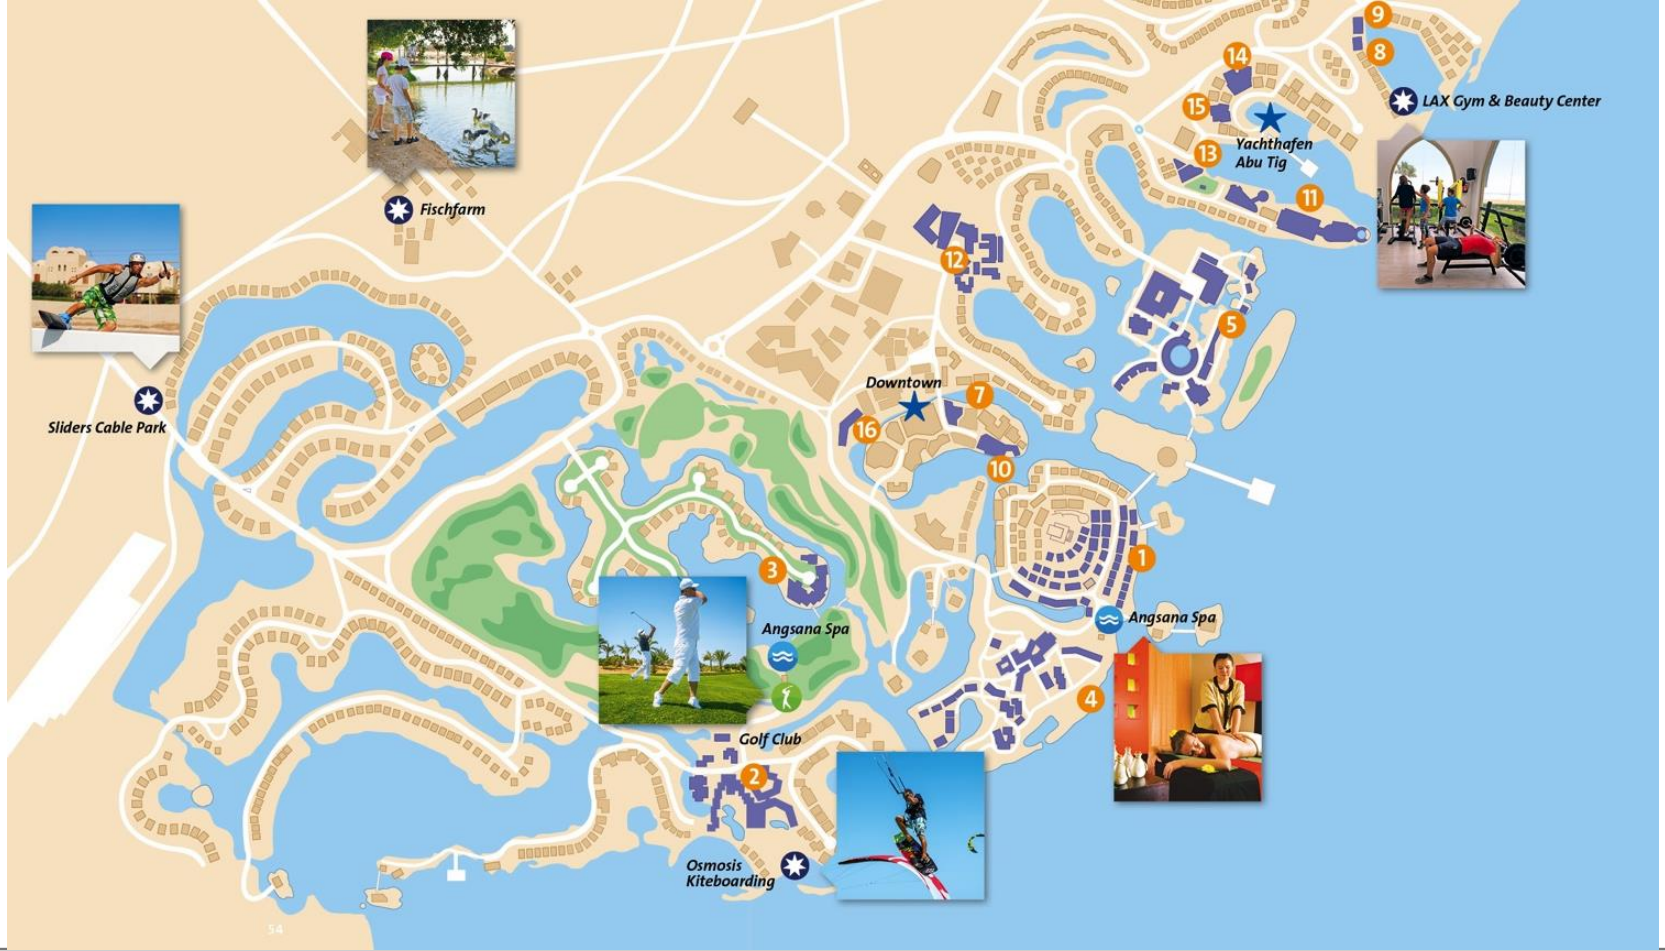 9
8
14
LAX Gym & Beauty Center
15
Yachthafen
Abu Tig
13
11
Fischfarm
12
5
Downtown
7
Sliders Cable Park
16
10
1
3
Angsana Spa
Angsana Spa
4
Golf Club
2
Osmosis
Kiteboarding
54